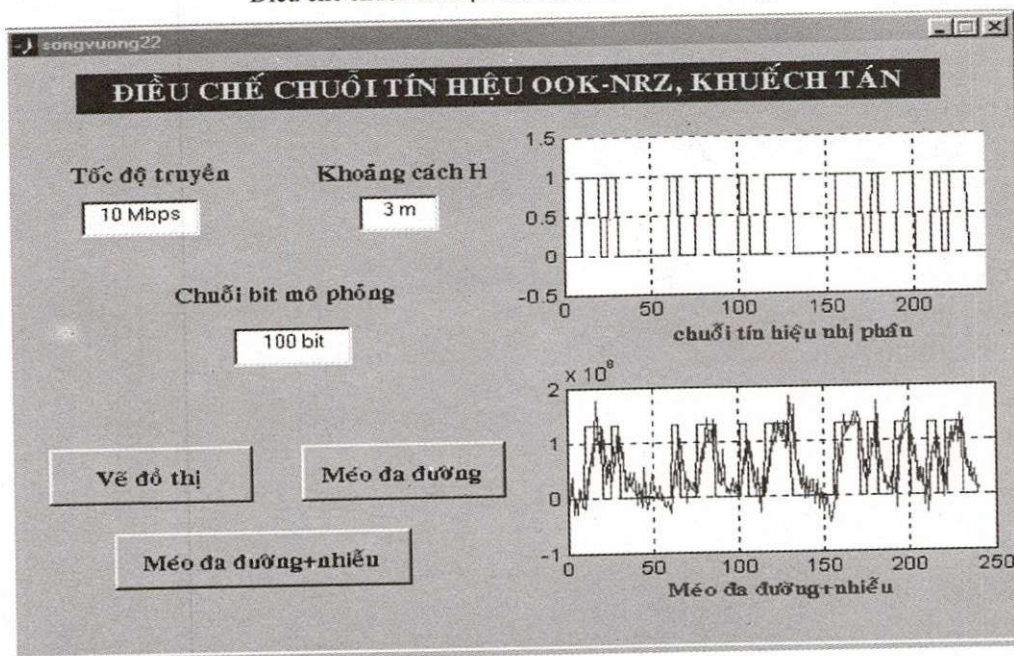 songvuong22
ĐIỀU CHẾ CHUỖI TÍN HIỆU OOK-NRZ, KHUẾCH TÁN
Tốc độ truyền
Khoảng cách H
10 Mbps
3 m
Chuỗi bit mô phỏng
100 bit
Vẽ đồ thị
Méo đa đường
Méo đa đường+nhiễu
1.5
1
0.5
0
-0.5
0 50 100 150 200
chuỗi tín hiệu nhị phân
x 10⁸
2
1
0
-1
0 50 100 150 200 250
Méo đa đường+nhiễu